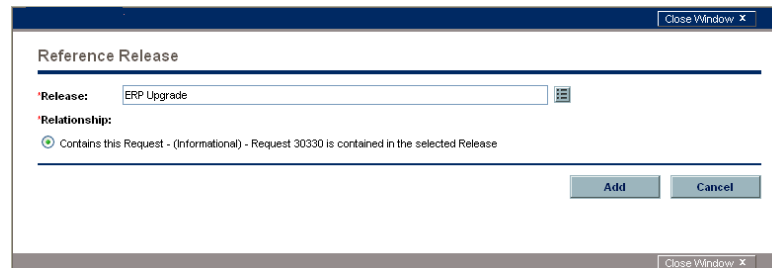 Close Window X
Reference Release
*Release: ERP Upgrade
*Relationship:
Contains this Request - (Informational) - Request 30330 is contained in the selected Release
Add Cancel
Close Window X